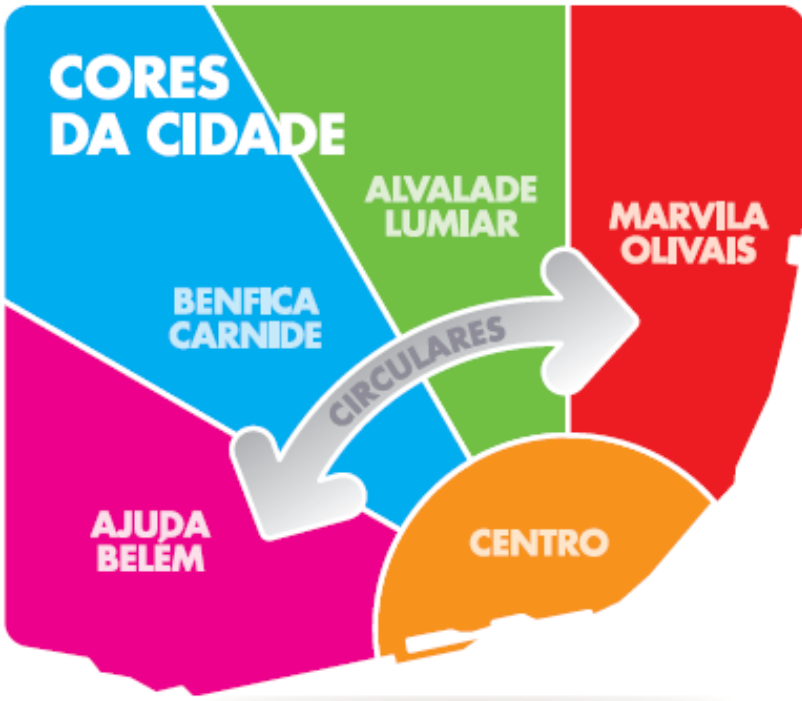 CORES
DA CIDADE
ALVALADE
LUMIAR
MARVILA
OLIVAIS
BENFICA
CARNIDE
CIRCULARES
AJUDA
BELÉM
CENTRO